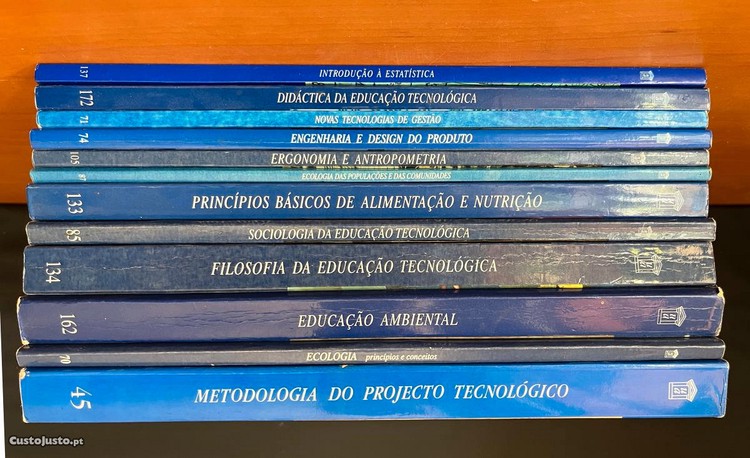 137 INTRODUÇÃO À ESTATÍSTICA
172 DIDÁCTICA DA EDUCAÇÃO TECNOLÓGICA
71 NOVAS TECNOLOGIAS DE GESTÃO
74 ENGENHARIA E DESIGN DO PRODUTO
105 ERGONOMIA E ANTROPOMETRIA
87 ECOLOGIA DAS POPULAÇÕES E DAS COMUNIDADES
133 PRINCÍPIOS BÁSICOS DE ALIMENTAÇÃO E NUTRIÇÃO
85 SOCIOLOGIA DA EDUCAÇÃO TECNOLÓGICA
134 FILOSOFIA DA EDUCAÇÃO TECNOLÓGICA
162 EDUCAÇÃO AMBIENTAL
70 ECOLOGIA princípios e conceitos
45 METODOLOGIA DO PROJECTO TECNOLÓGICO
CustoJusto.pt